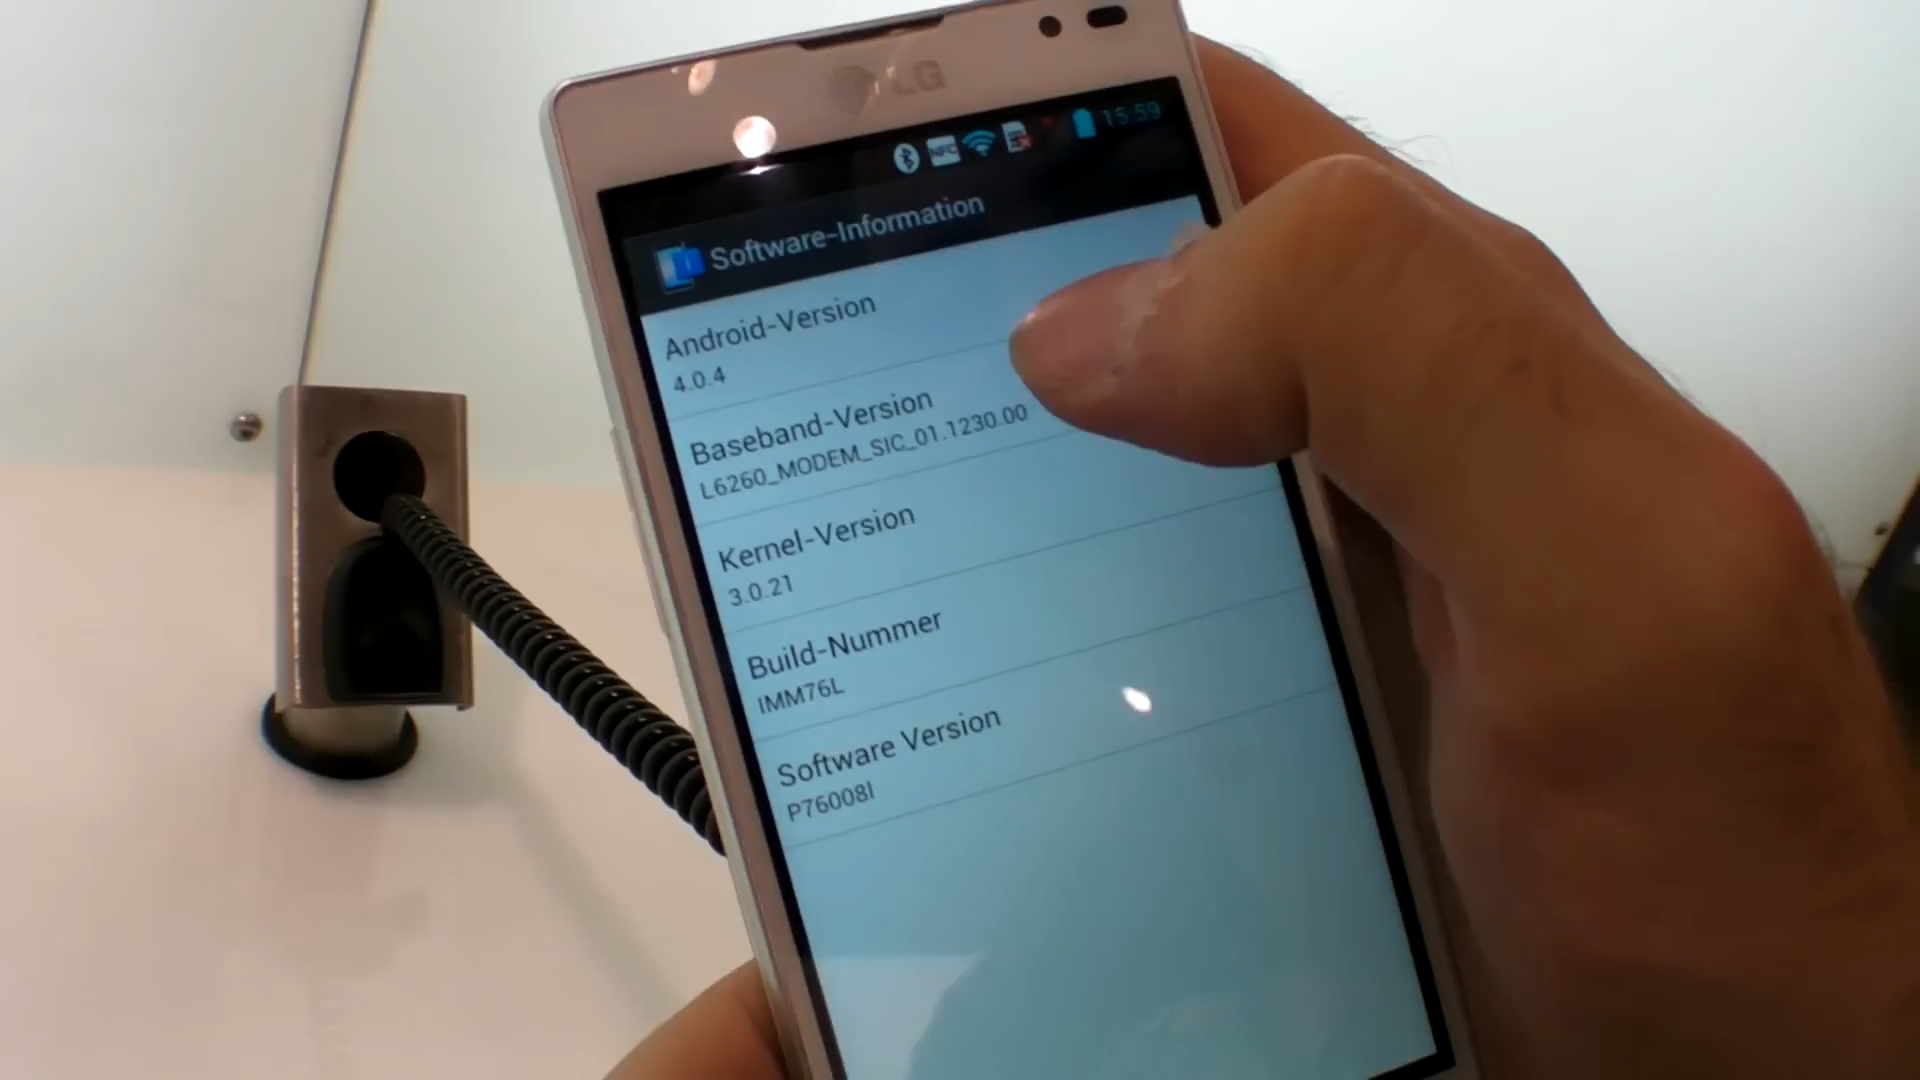 LG
NFC
15:59
Software-Information
Android-Version
4.0.4
Baseband-Version
L6260_MODEM_SIC_01.1230.00
Kernel-Version
3.0.21
Build-Nummer
IMM76L
Software Version
P76008I